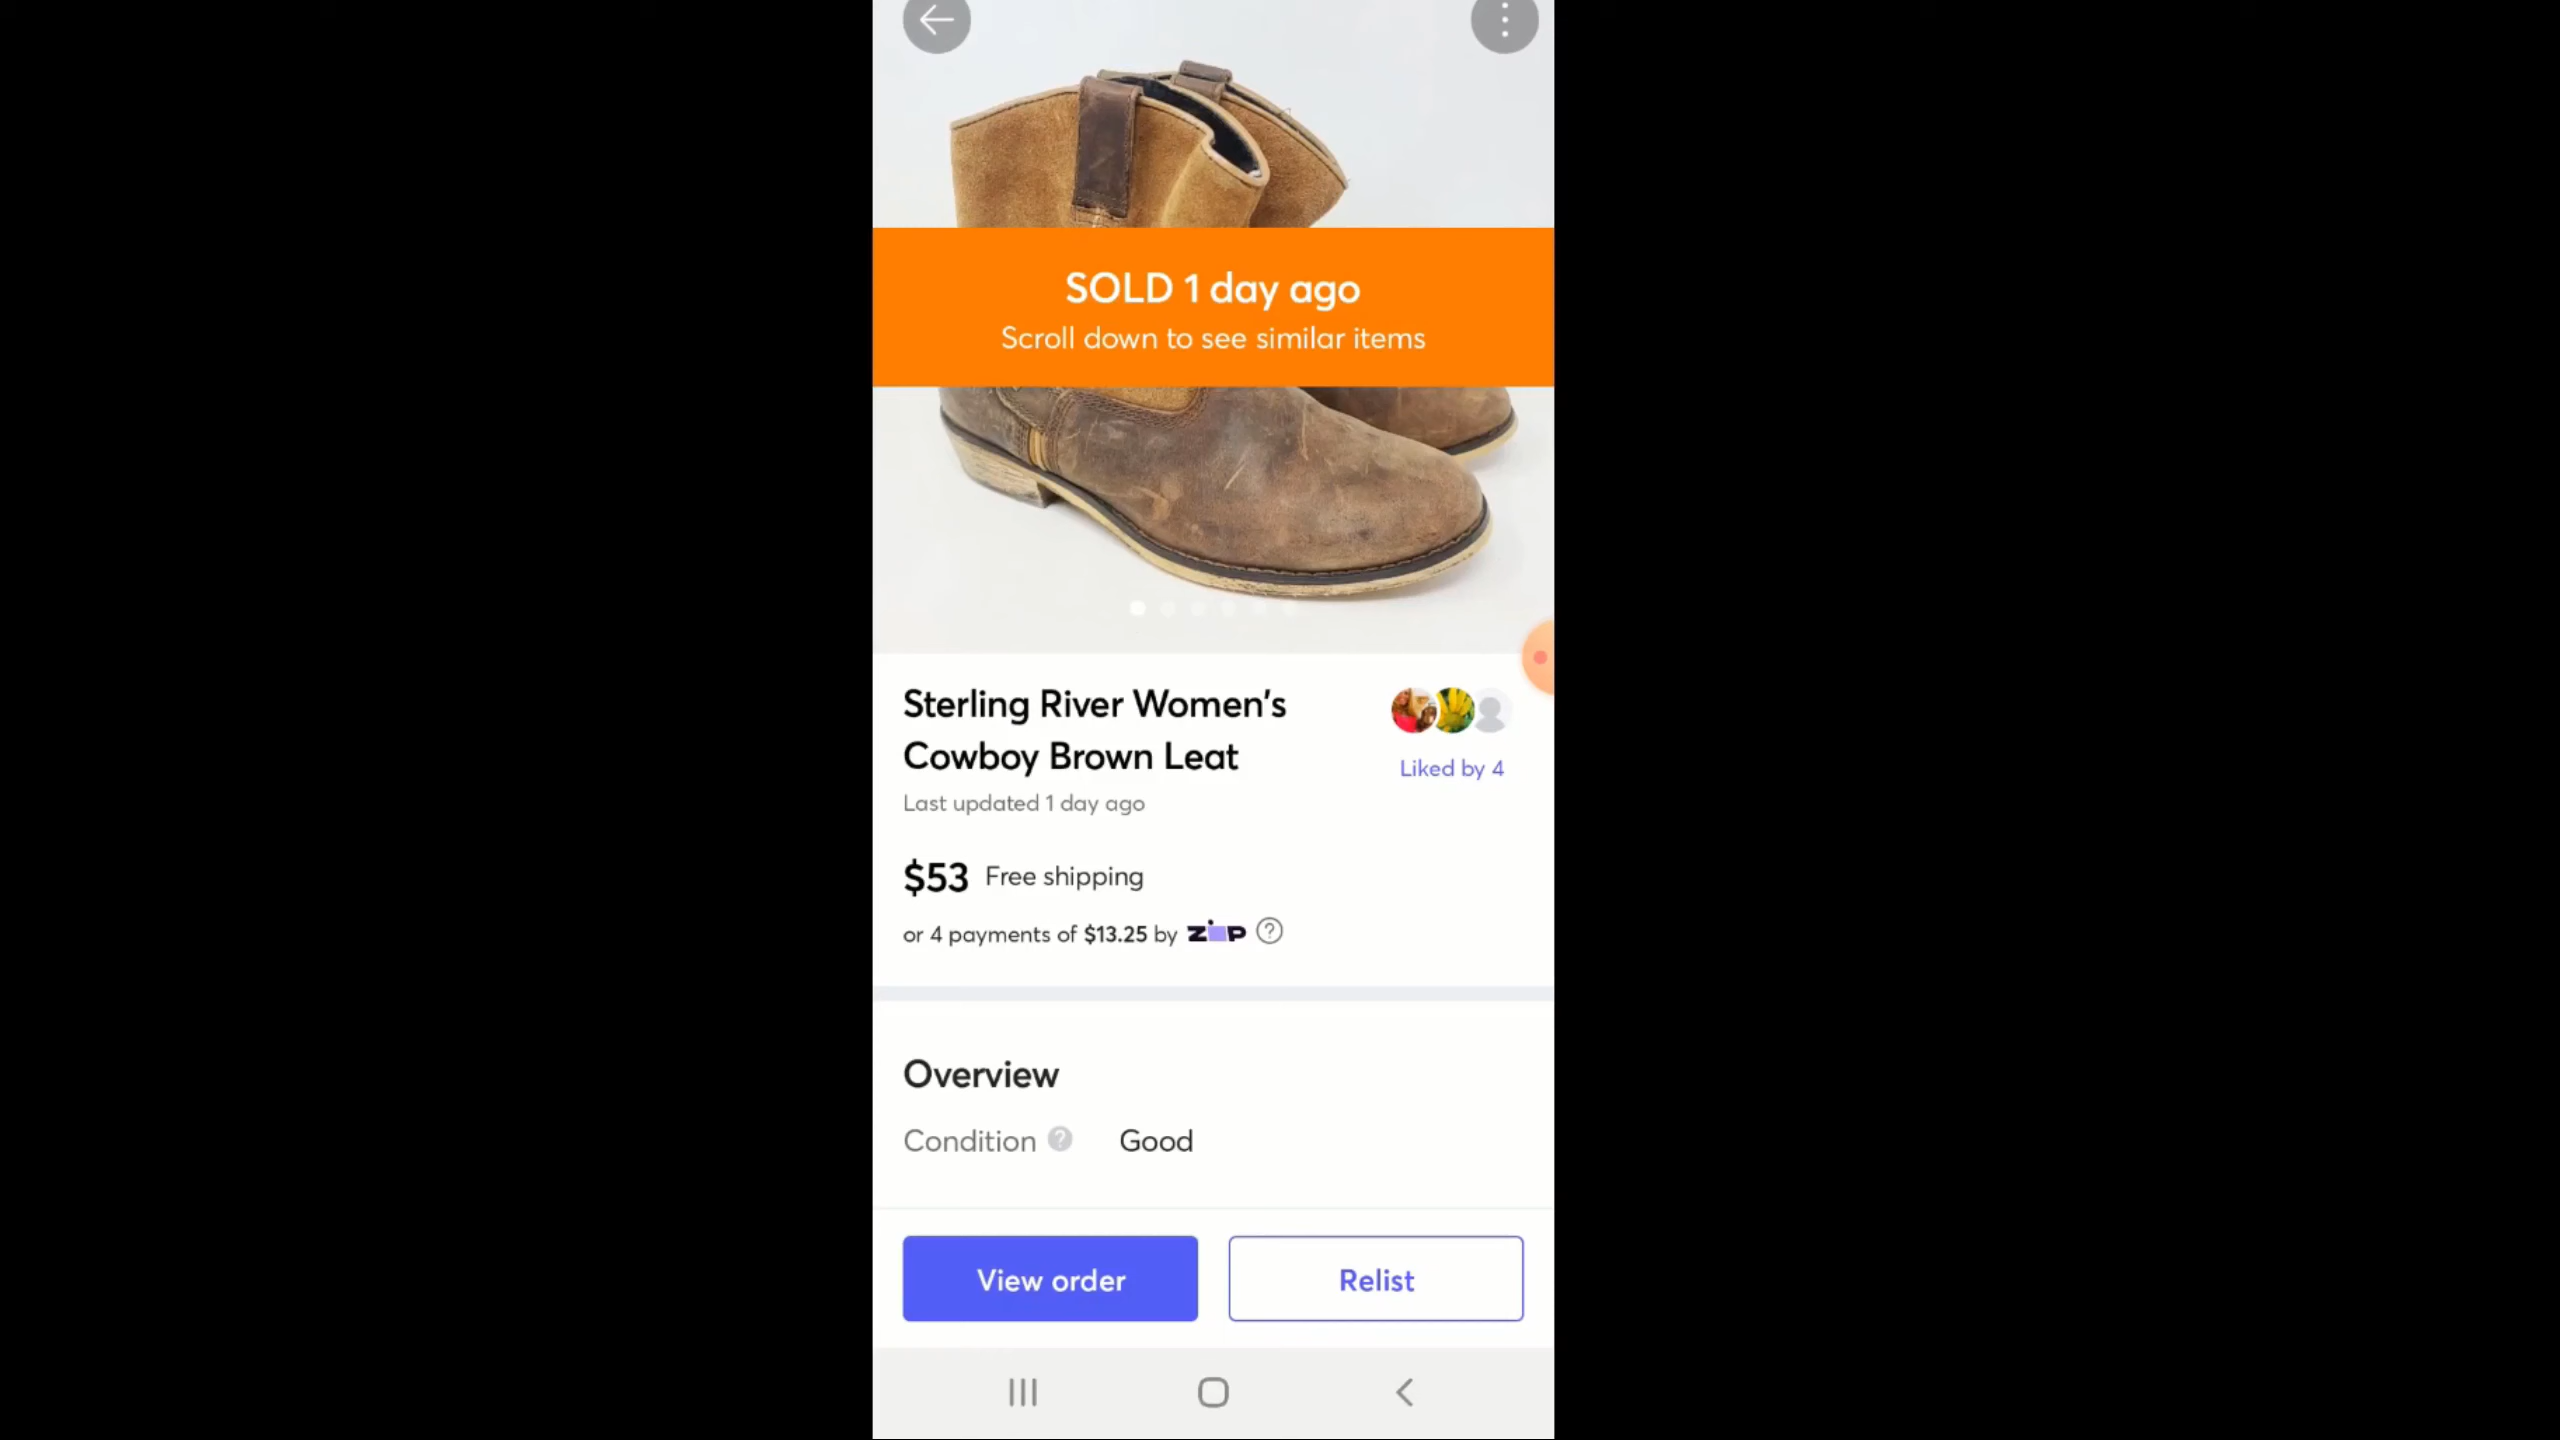 SOLD 1 day ago
Scroll down to see similar items
Sterling River Women's
Cowboy Brown Leat
Last updated 1 day ago
Liked by 4
$53 Free shipping
or 4 payments of $13.25 by zip ?
Overview
Condition ? Good
View order
Relist